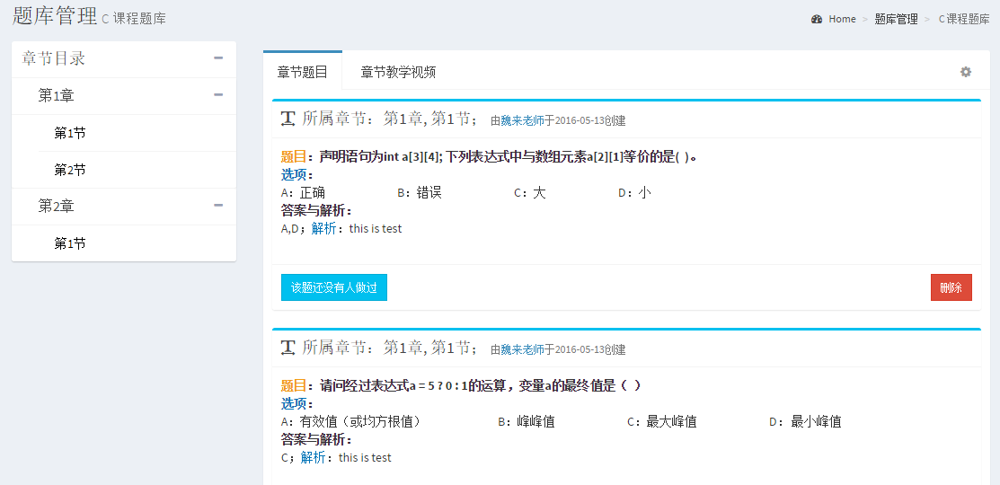 题库管理 C 课程题库
Home > 题库管理 > C 课程题库
章节目录
第1章
第1节
第2节
第2章
第1节
章节题目 章节教学视频
所属章节：第1章, 第1节； 由魏来老师于2016-05-13创建
题目：声明语句为int a[3][4]; 下列表达式中与数组元素a[2][1]等价的是( )。
选项：
A：正确 B：错误 C：大 D：小
答案与解析：
A,D；解析：this is test
该题还没有人做过 删除
所属章节：第1章, 第1节； 由魏来老师于2016-05-13创建
题目：请问经过表达式a = 5 ? 0 : 1的运算，变量a的最终值是（ ）
选项：
A：有效值（或均方根值） B：峰峰值 C：最大峰值 D：最小峰值
答案与解析：
C；解析：this is test